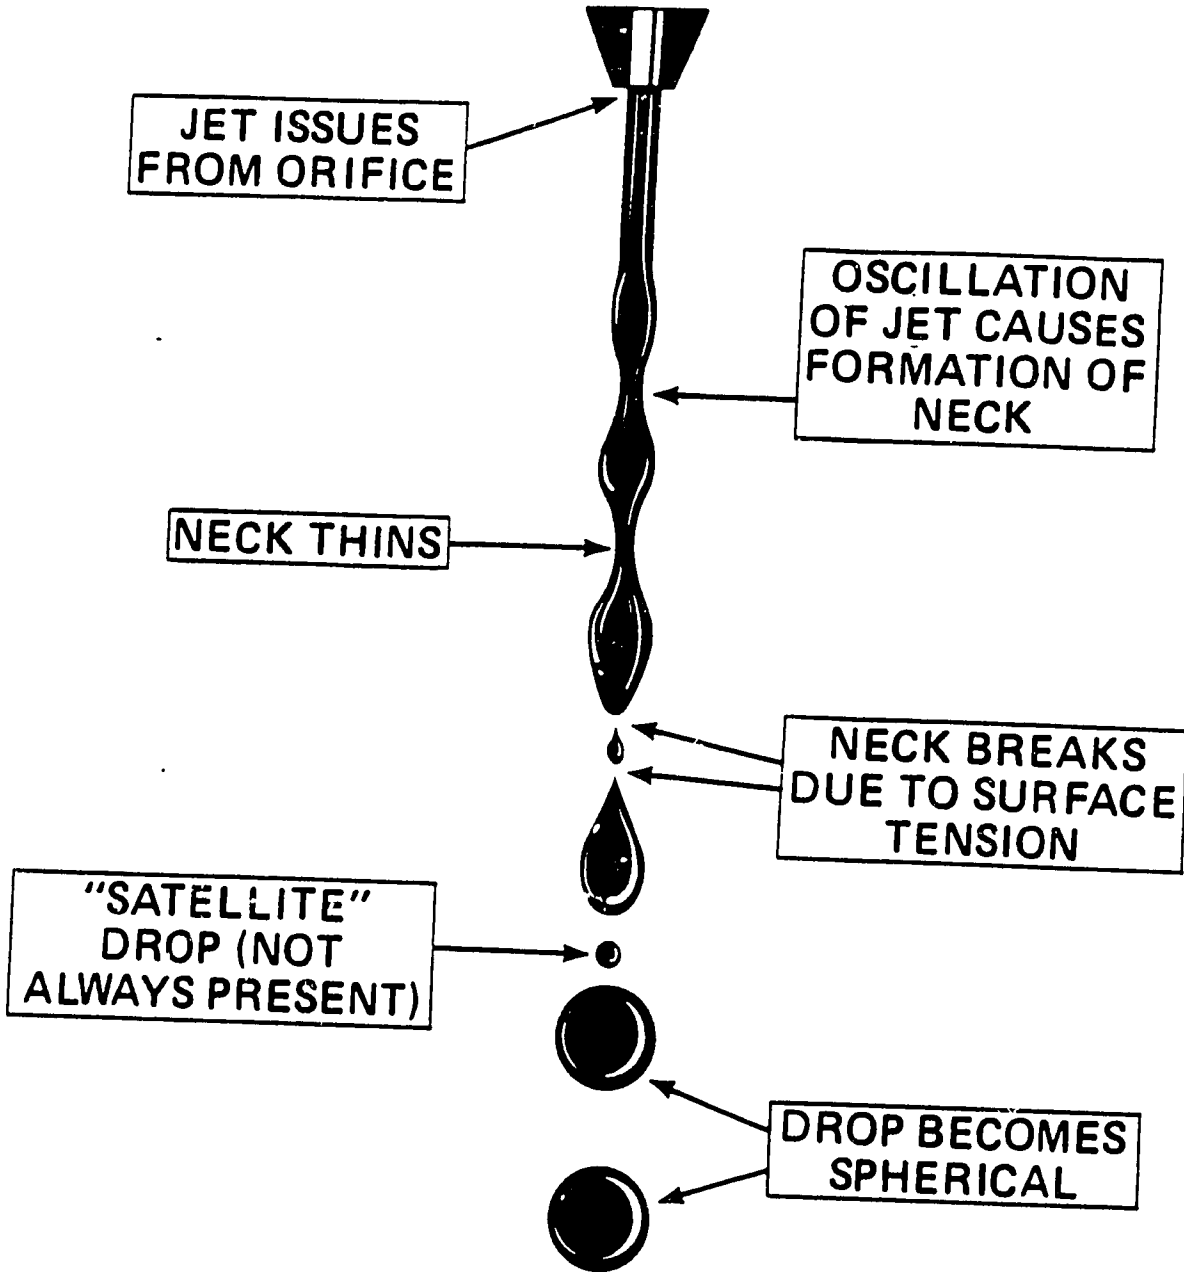 JET ISSUES
FROM ORIFICE
OSCILLATION
OF JET CAUSES
FORMATION OF
NECK
NECK THINS
NECK BREAKS
DUE TO SURFACE
TENSION
"SATELLITE"
DROP (NOT
ALWAYS PRESENT)
DROP BECOMES
SPHERICAL